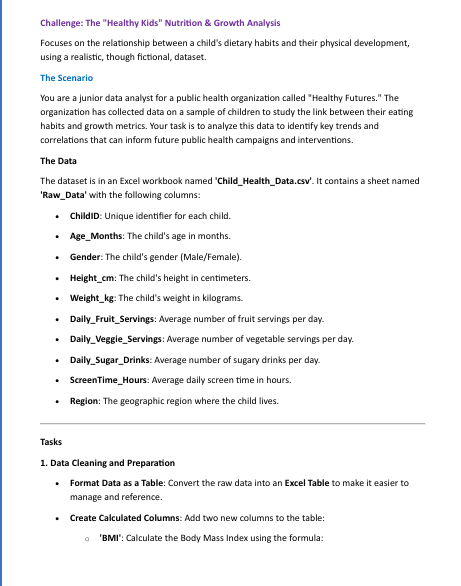 Challenge: The "Healthy Kids" Nutrition & Growth Analysis
Focuses on the relationship between a child's dietary habits and their physical development,
using a realistic, though fictional, dataset.
The Scenario
You are a junior data analyst for a public health organization called "Healthy Futures." The
organization has collected data on a sample of children to study the link between their eating
habits and growth metrics. Your task is to analyze this data to identify key trends and
correlations that can inform future public health campaigns and interventions.
The Data
The dataset is in an Excel workbook named 'Child_Health_Data.csv'. It contains a sheet named
'Raw_Data' with the following columns:
• ChildID: Unique identifier for each child.
• Age_Months: The child's age in months.
• Gender: The child's gender (Male/Female).
• Height_cm: The child's height in centimeters.
• Weight_kg: The child's weight in kilograms.
• Daily_Fruit_Servings: Average number of fruit servings per day.
• Daily_Veggie_Servings: Average number of vegetable servings per day.
• Daily_Sugar_Drinks: Average number of sugary drinks per day.
• ScreenTime_Hours: Average daily screen time in hours.
• Region: The geographic region where the child lives.
Tasks
1. Data Cleaning and Preparation
• Format Data as a Table: Convert the raw data into an Excel Table to make it easier to
manage and reference.
• Create Calculated Columns: Add two new columns to the table:
○ 'BMI': Calculate the Body Mass Index using the formula: